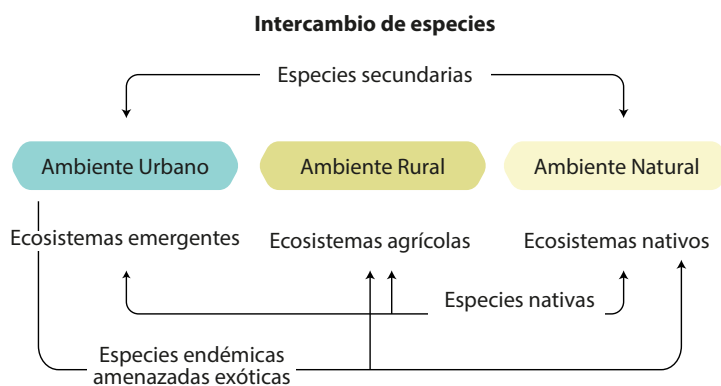 Intercambio de especies
Especies secundarias
Ambiente Urbano
Ambiente Rural
Ambiente Natural
Ecosistemas emergentes
Ecosistemas agrícolas
Ecosistemas nativos
Especies nativas
Especies endémicas
amenazadas exóticas